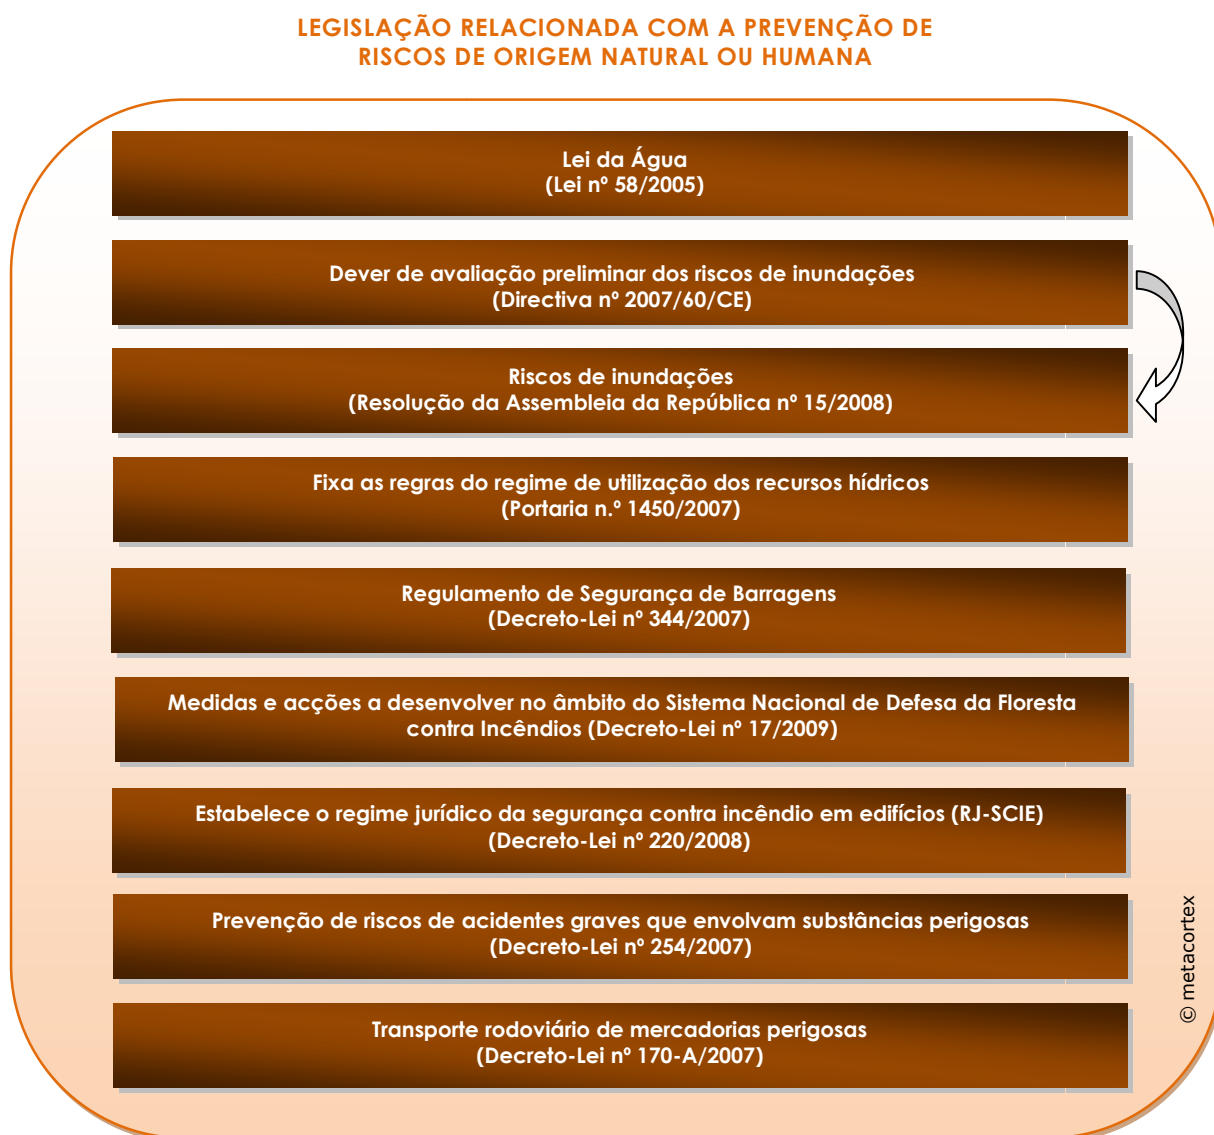 LEGISLAÇÃO RELACIONADA COM A PREVENÇÃO DE
RISCOS DE ORIGEM NATURAL OU HUMANA
Lei da Água
(Lei nº 58/2005)
Dever de avaliação preliminar dos riscos de inundações
(Directiva nº 2007/60/CE)
Riscos de inundações
(Resolução da Assembleia da República nº 15/2008)
Fixa as regras do regime de utilização dos recursos hídricos
(Portaria n.º 1450/2007)
Regulamento de Segurança de Barragens
(Decreto-Lei nº 344/2007)
Medidas e acções a desenvolver no âmbito do Sistema Nacional de Defesa da Floresta
contra Incêndios (Decreto-Lei nº 17/2009)
Estabelece o regime jurídico da segurança contra incêndio em edifícios (RJ-SCIE)
(Decreto-Lei nº 220/2008)
Prevenção de riscos de acidentes graves que envolvam substâncias perigosas
(Decreto-Lei nº 254/2007)
Transporte rodoviário de mercadorias perigosas
(Decreto-Lei nº 170-A/2007)
© metacortex